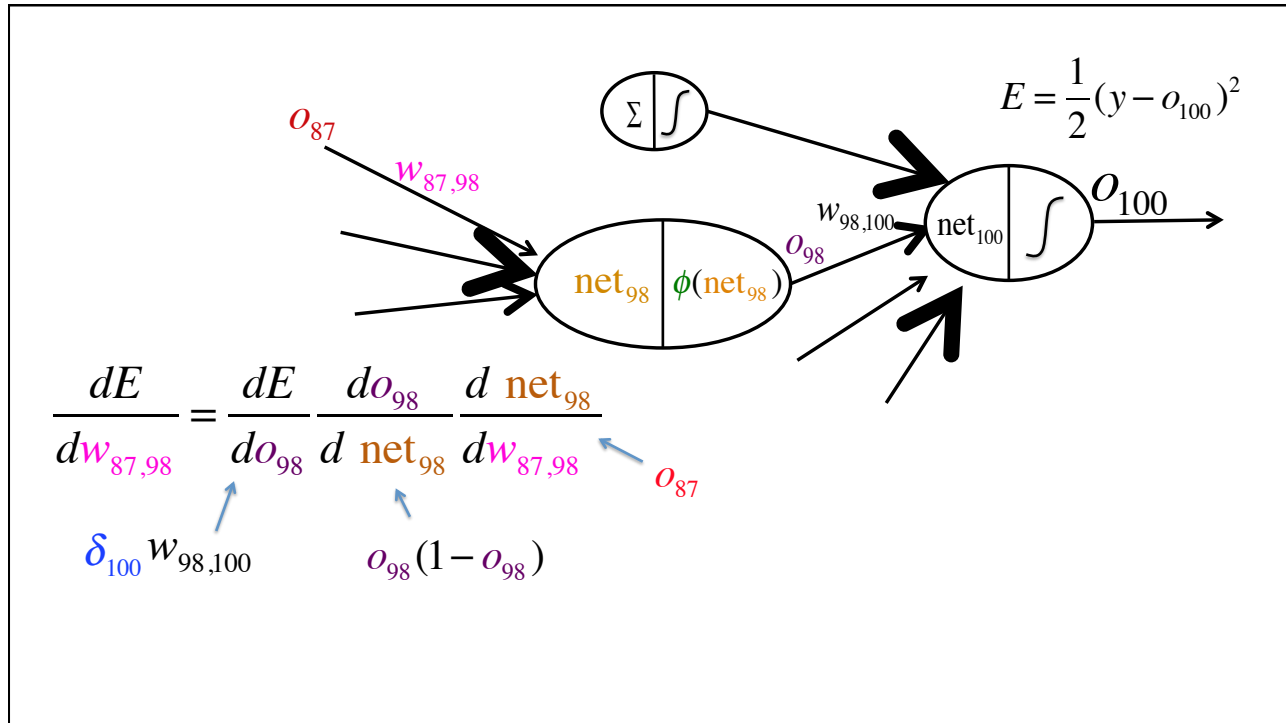 E = 1/2 (y − o₁₀₀)²
∑ ∫
o₈₇
w₈₇,₉₈
w₉₈,₁₀₀
net₁₀₀ ∫
o₁₀₀
o₉₈
net₉₈ ϕ(net₉₈)
dE/dw₈₇,₉₈ = dE/do₉₈ do₉₈/d net₉₈ d net₉₈/dw₈₇,₉₈
o₈₇
δ₁₀₀ w₉₈,₁₀₀
o₉₈(1 − o₉₈)